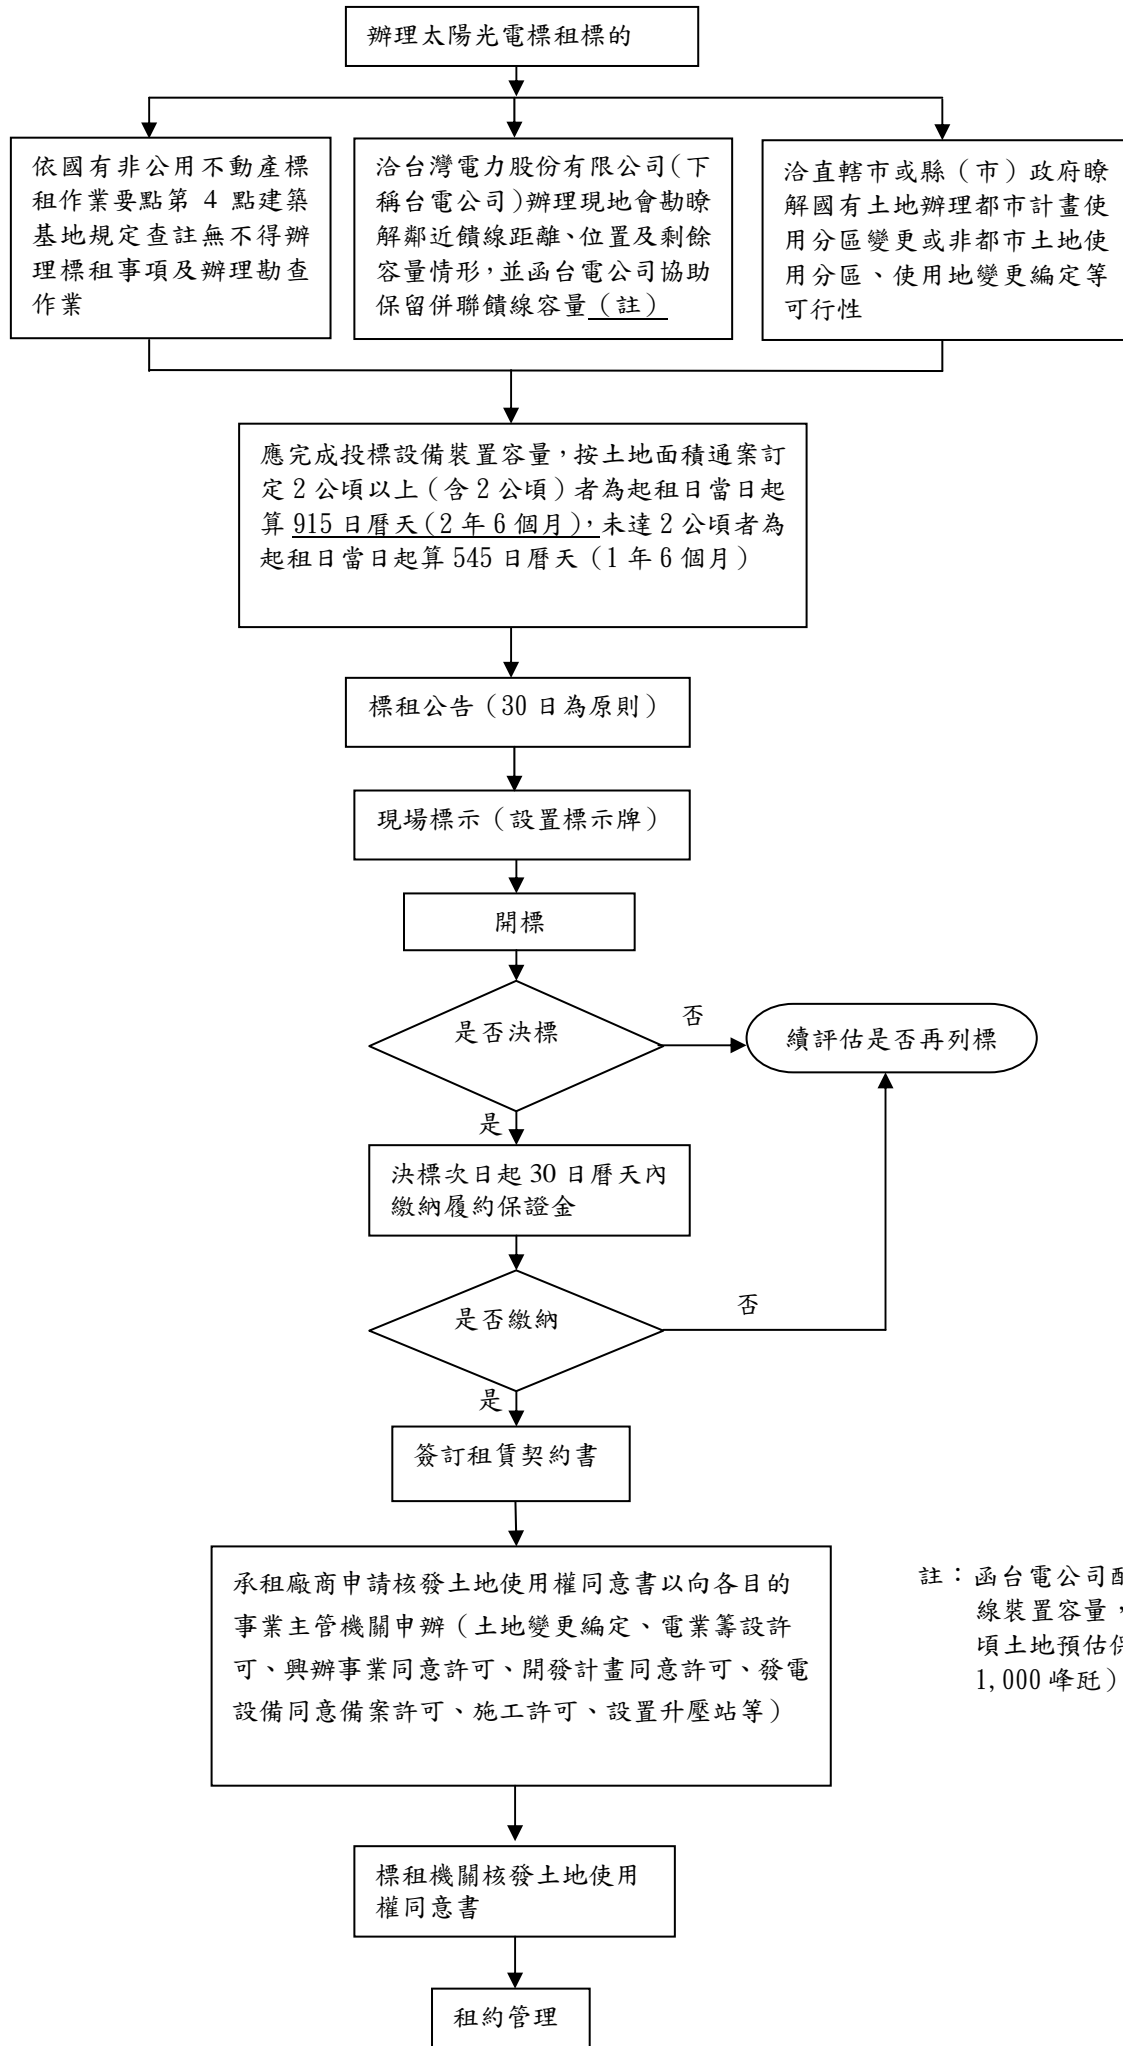 辦理太陽光電標租標的
依國有非公用不動產標
租作業要點第 4 點建築
基地規定查註無不得辦
理標租事項及辦理勘查
作業
洽台灣電力股份有限公司(下
稱台電公司)辦理現地會勘瞭
解鄰近饋線距離、位置及剩餘
容量情形，並函台電公司協助
保留併聯饋線容量（註）
洽直轄市或縣（市）政府瞭
解國有土地辦理都市計畫使
用分區變更或非都市土地使
用分區、使用地變更編定等
可行性
應完成投標設備裝置容量，按土地面積通案訂
定 2 公頃以上（含 2 公頃）者為起租日當日起
算 915 日曆天(2 年 6 個月)，未達 2 公頃者為
起租日當日起算 545 日曆天（1 年 6 個月）
標租公告（30 日為原則）
現場標示（設置標示牌）
開標
是否決標
否
續評估是否再列標
是
決標次日起 30 日曆天內
繳納履約保證金
是否繳納
否
是
簽訂租賃契約書
承租廠商申請核發土地使用權同意書以向各目的
事業主管機關申辦（土地變更編定、電業籌設許
可、興辦事業同意許可、開發計畫同意許可、發電
設備同意備案許可、施工許可、設置升壓站等）
註：函台電公司
線裝置容量，
頃土地預估
1,000 峰瓩）
標租機關核發土地使用
權同意書
租約管理